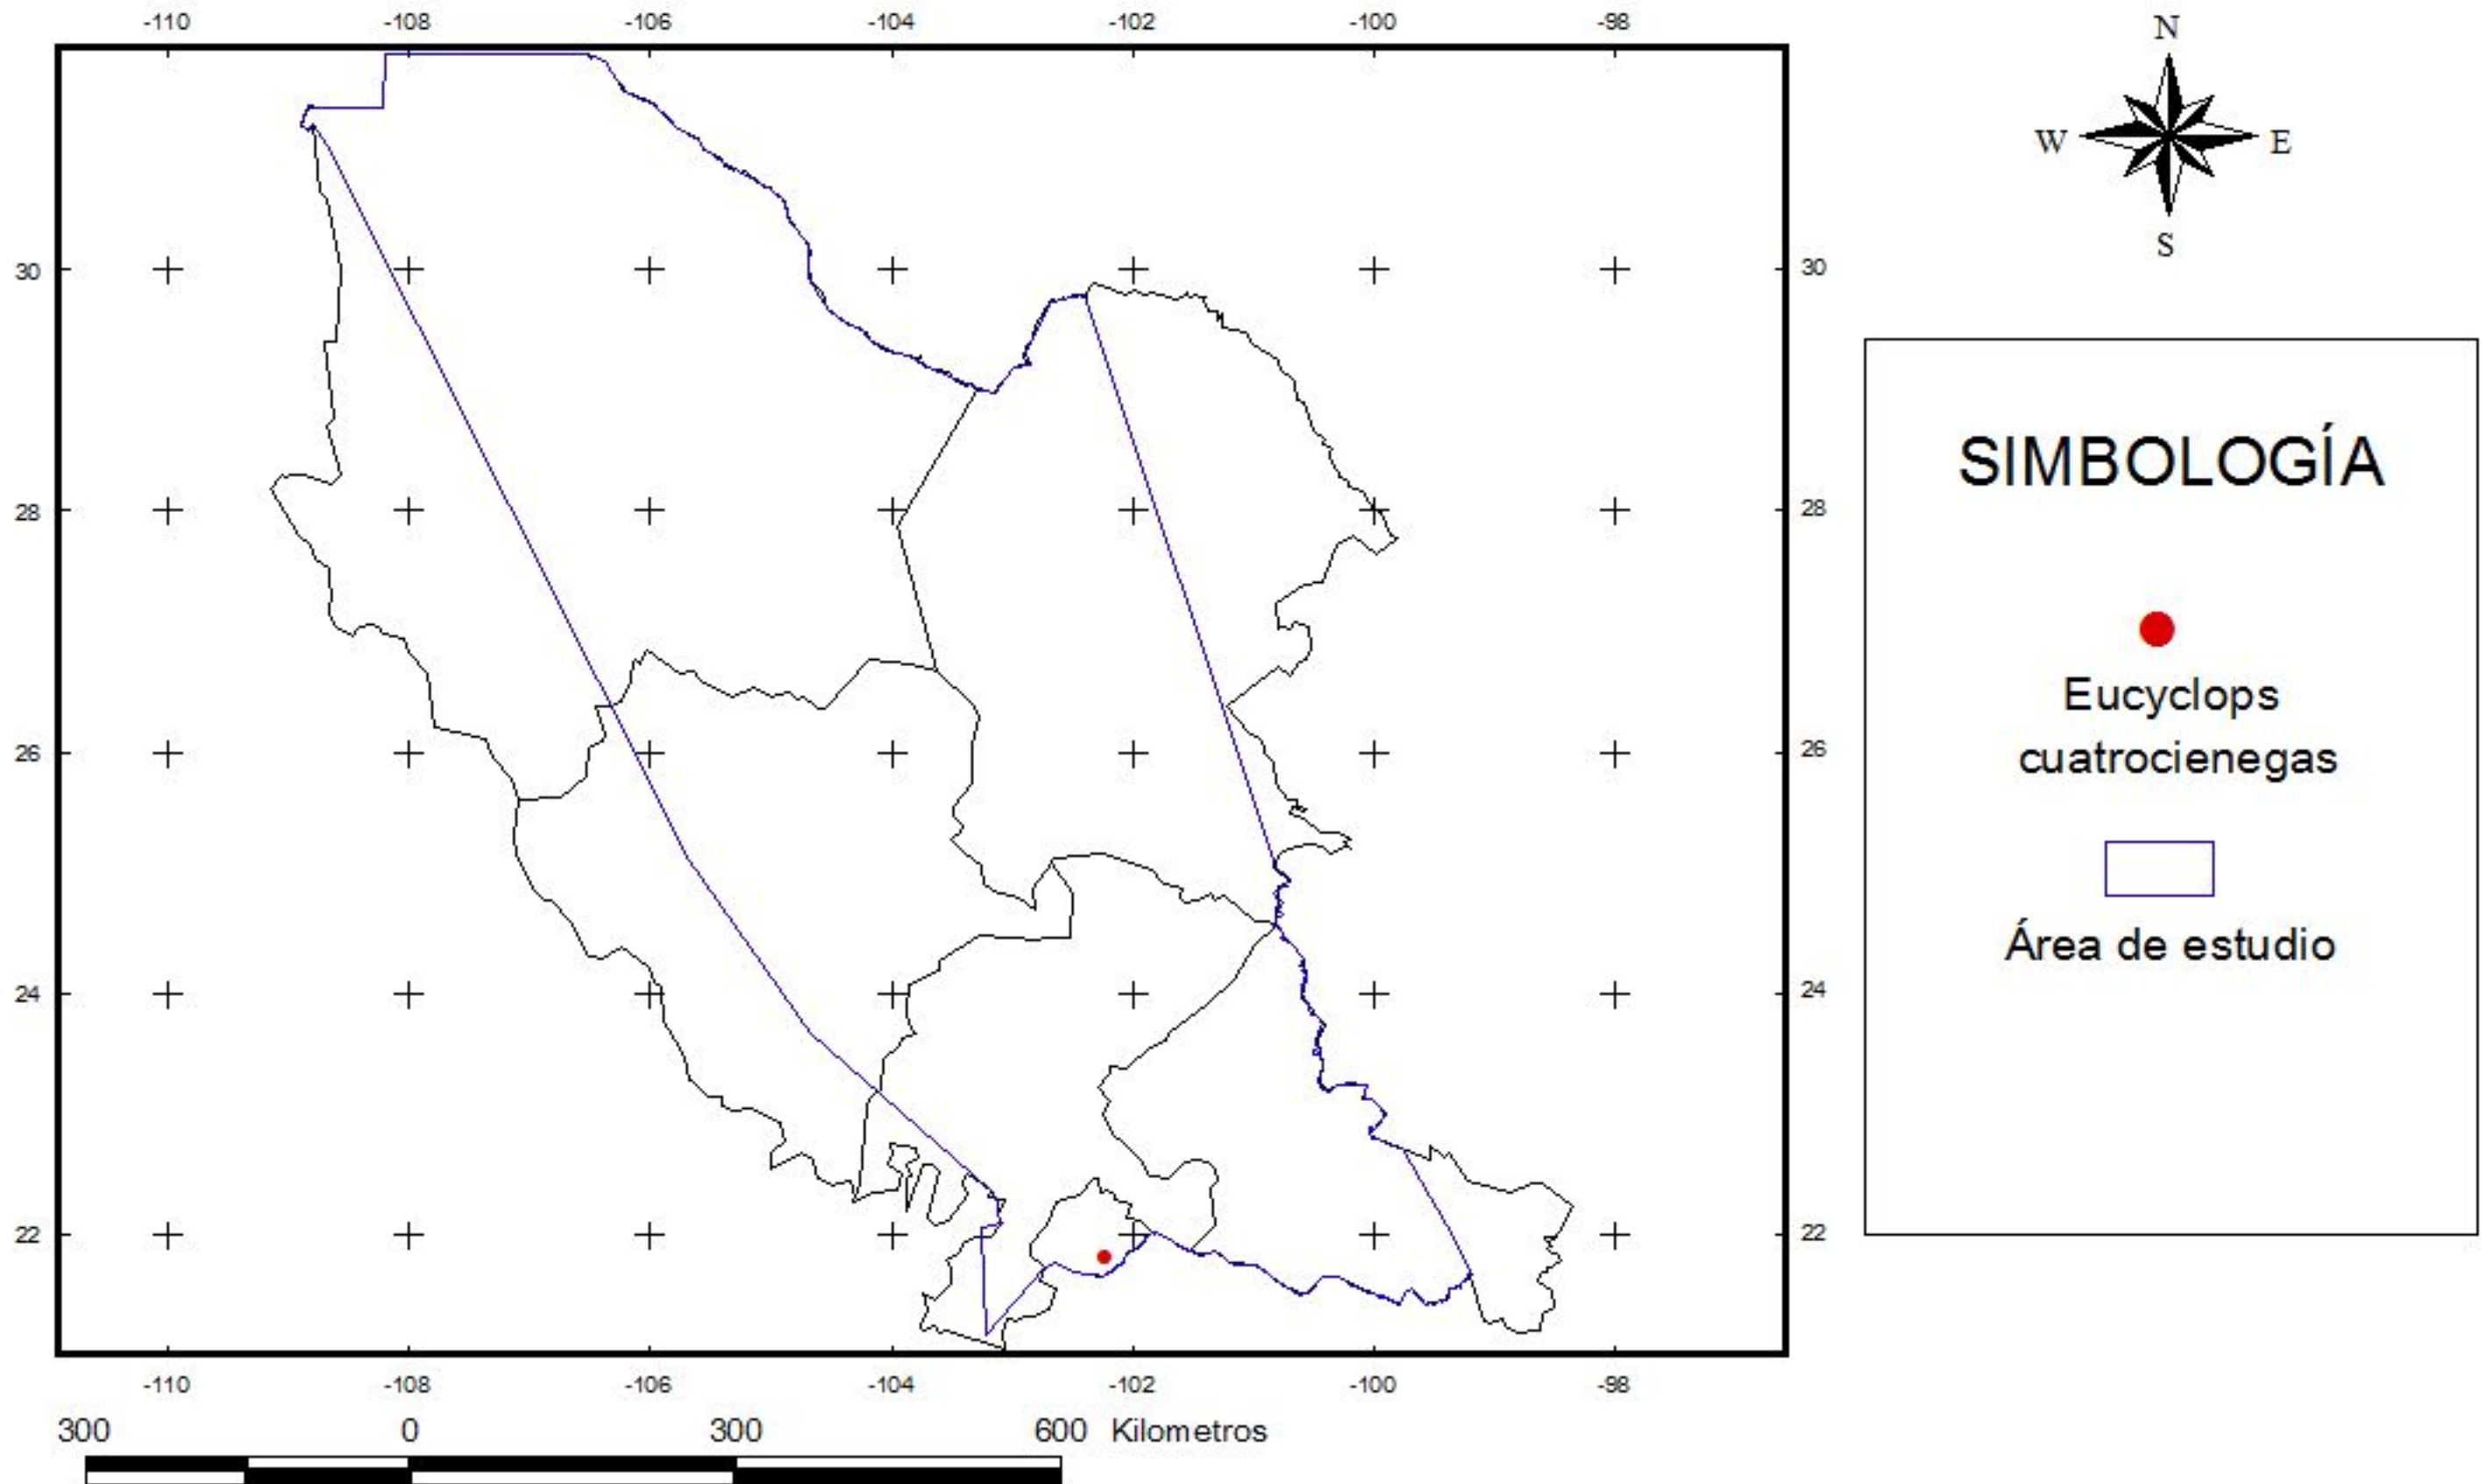 -110 -108 -106 -104 -102 -100 -98
N
W E
S
30 30
28 28
26 26
24 24
22 22
SIMBOLOGÍA
Eucyclops
cuatrocienegas
Área de estudio
-110 -108 -106 -104 -102 -100 -98
300 0 300 600 Kilometros